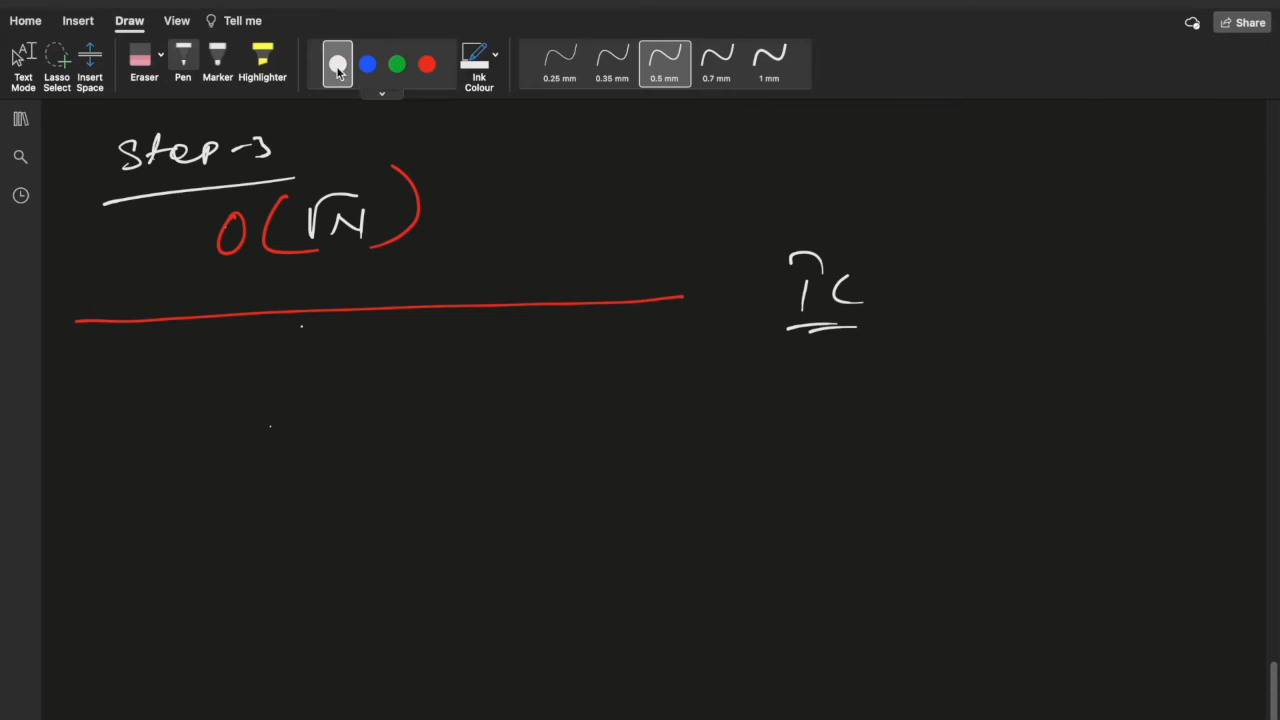 Home Insert Draw View Tell me
Share
Text Mode Lasso Select Insert Space Eraser Pen Marker Highlighter Ink Colour 0.25 mm 0.35 mm 0.5 mm 0.7 mm 1 mm
Step-3
O(√N)
TC